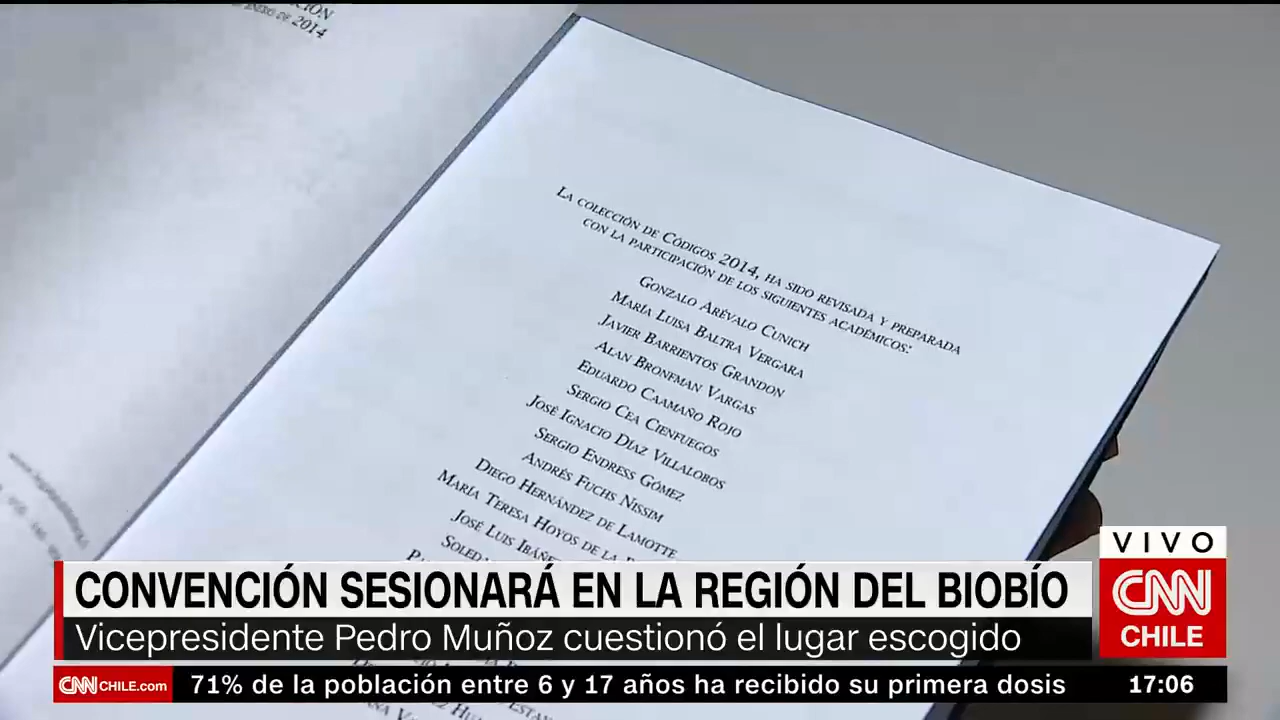 2014
LA COLECCIÓN DE CÓDIGOS 2014, HA SIDO REVISADA Y PREPARADA
CON LA PARTICIPACIÓN DE LOS SIGUIENTES ACADÉMICOS:
GONZALO ARÉVALO CUNICH
MARÍA LUISA BALTRA VERGARA
JAVIER BARRIENTOS GRANDON
ALAN BRONFMAN VARGAS
EDUARDO CAAMAÑO ROJO
SERGIO CEA CIENFUEGOS
JOSÉ IGNACIO DÍAZ VILLALOBOS
SERGIO ENDRESS GÓMEZ
ANDRÉS FUCHS NISSIM
DIEGO HERNÁNDEZ DE LAMOTTE
MARÍA TERESA HOYOS DE LA
JOSÉ LUIS
VIVO
CNN
CHILE
CONVENCIÓN SESIONARÁ EN LA REGIÓN DEL BIOBÍO
Vicepresidente Pedro Muñoz cuestionó el lugar escogido
CNNCHILE.com 71% de la población entre 6 y 17 años ha recibido su primera dosis 17:06